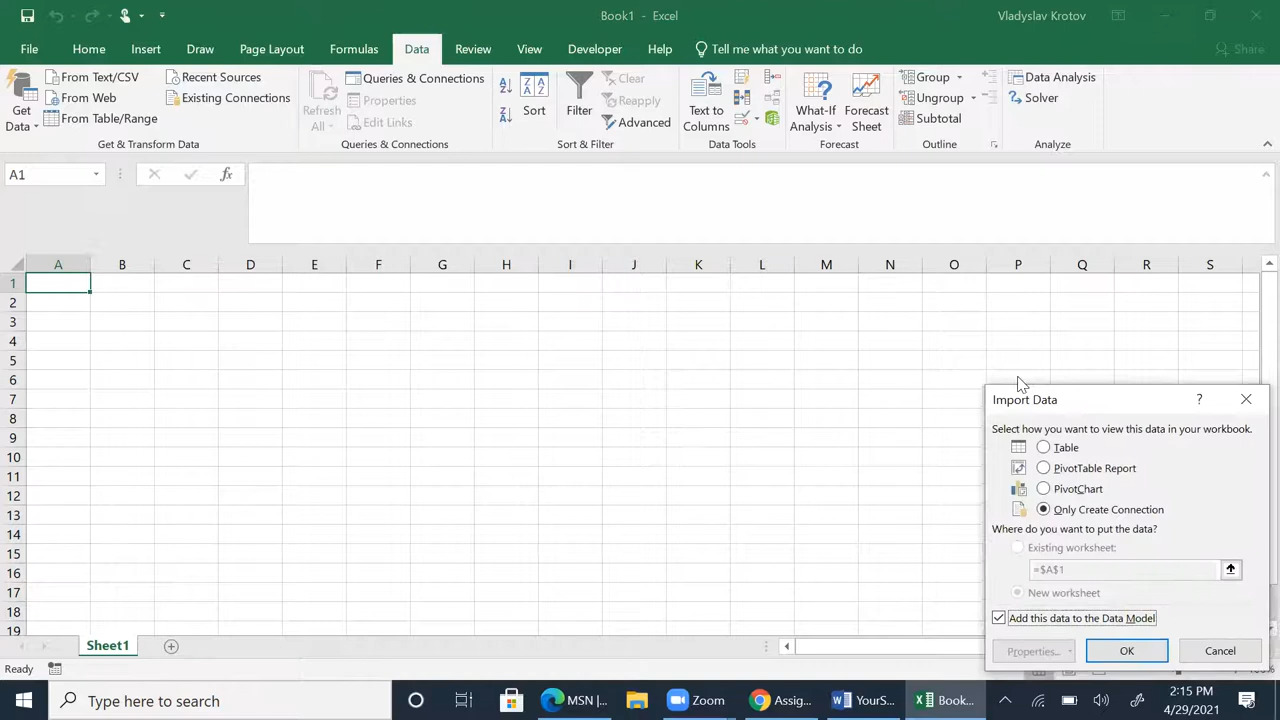 Book1 - Excel
Vladyslav Krotov
File
Home
Insert
Draw
Page Layout
Formulas
Data
Review
View
Developer
Help
Tell me what you want to do
Share
Get Data
From Text/CSV
From Web
From Table/Range
Recent Sources
Existing Connections
Get & Transform Data
Refresh All
Queries & Connections
Properties
Edit Links
Queries & Connections
Sort
Filter
Clear
Reapply
Advanced
Sort & Filter
Text to Columns
Data Tools
What-If Analysis
Forecast Sheet
Forecast
Group
Ungroup
Subtotal
Outline
Data Analysis
Solver
Analyze
A1
fx
A B C D E F G H I J K L M N O P Q R S
1
2
3
4
5
6
7
8
9
10
11
12
13
14
15
16
17
18
19
Import Data
?
Select how you want to view this data in your workbook.
Table
PivotTable Report
PivotChart
Only Create Connection
Where do you want to put the data?
Existing worksheet:
=$A$1
New worksheet
Add this data to the Data Model
Properties...
OK
Cancel
Sheet1
Ready
Type here to search
MSN |...
Zoom
Assig...
YourS...
Book...
2:15 PM
4/29/2021